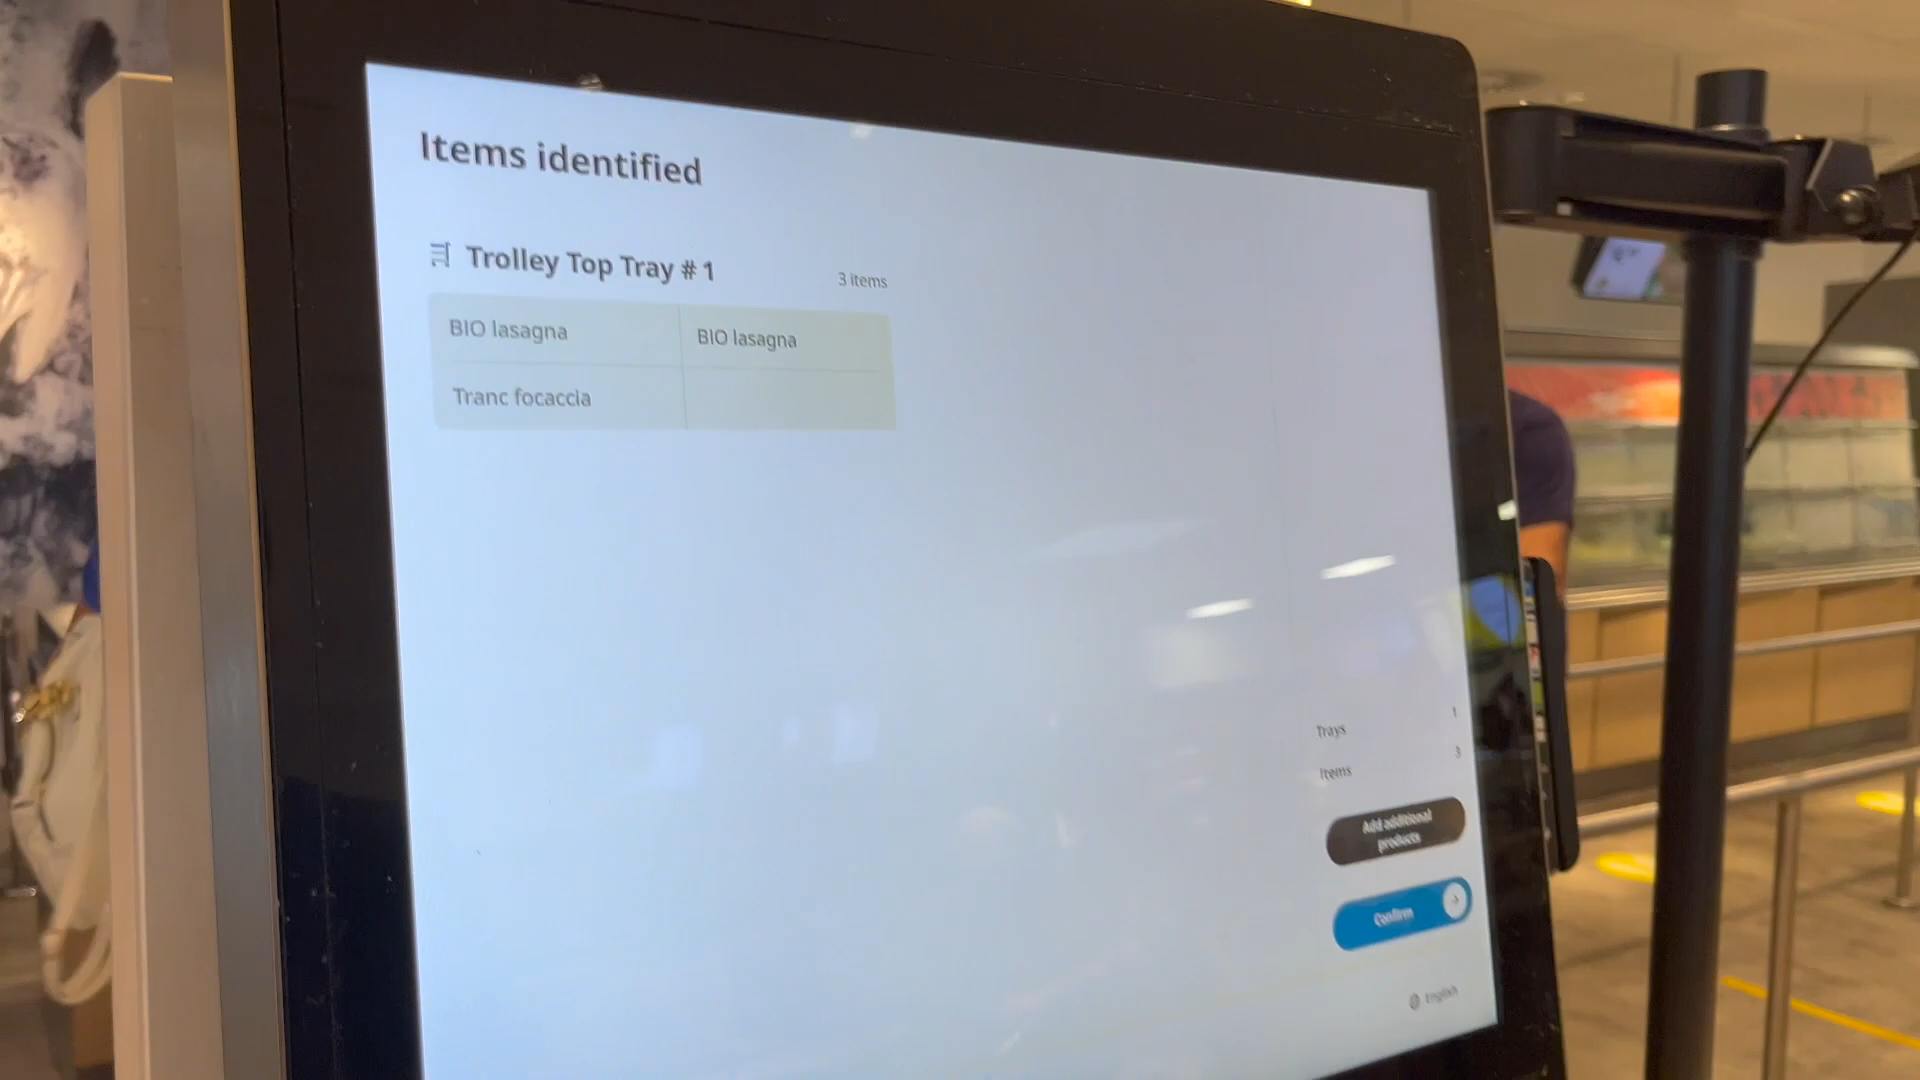 Items identified
Trolley Top Tray # 1
3 items
BIO lasagna
BIO lasagna
Tranc focaccia
Trays 1
Items 3
Add additional
products
Confirm
English